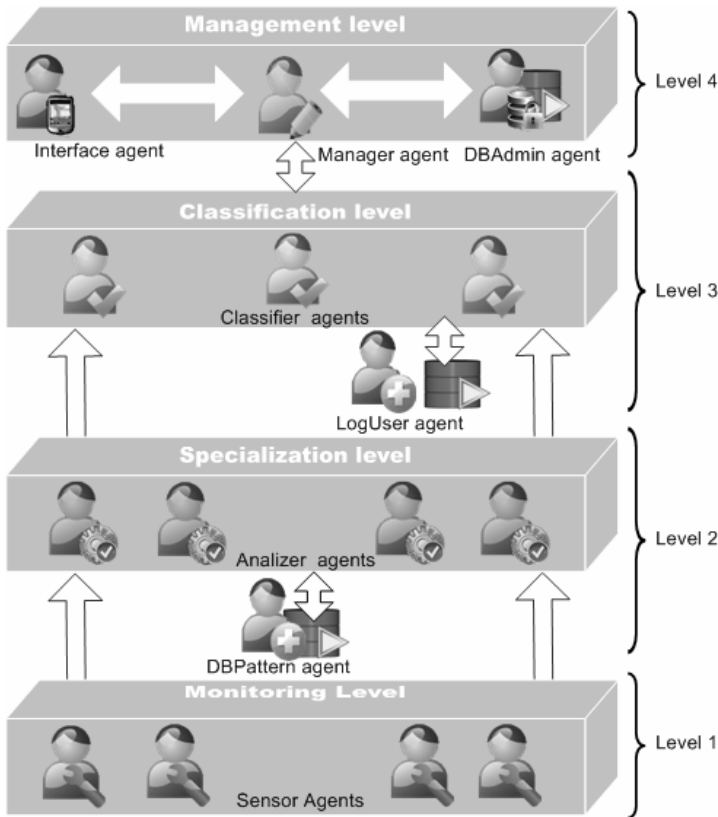 Management level
Level 4
Interface agent
Manager agent
DBAdmin agent
Classification level
Level 3
Classifier agents
LogUser agent
Specialization level
Level 2
Analizer agents
DBPattern agent
Monitoring Level
Level 1
Sensor Agents